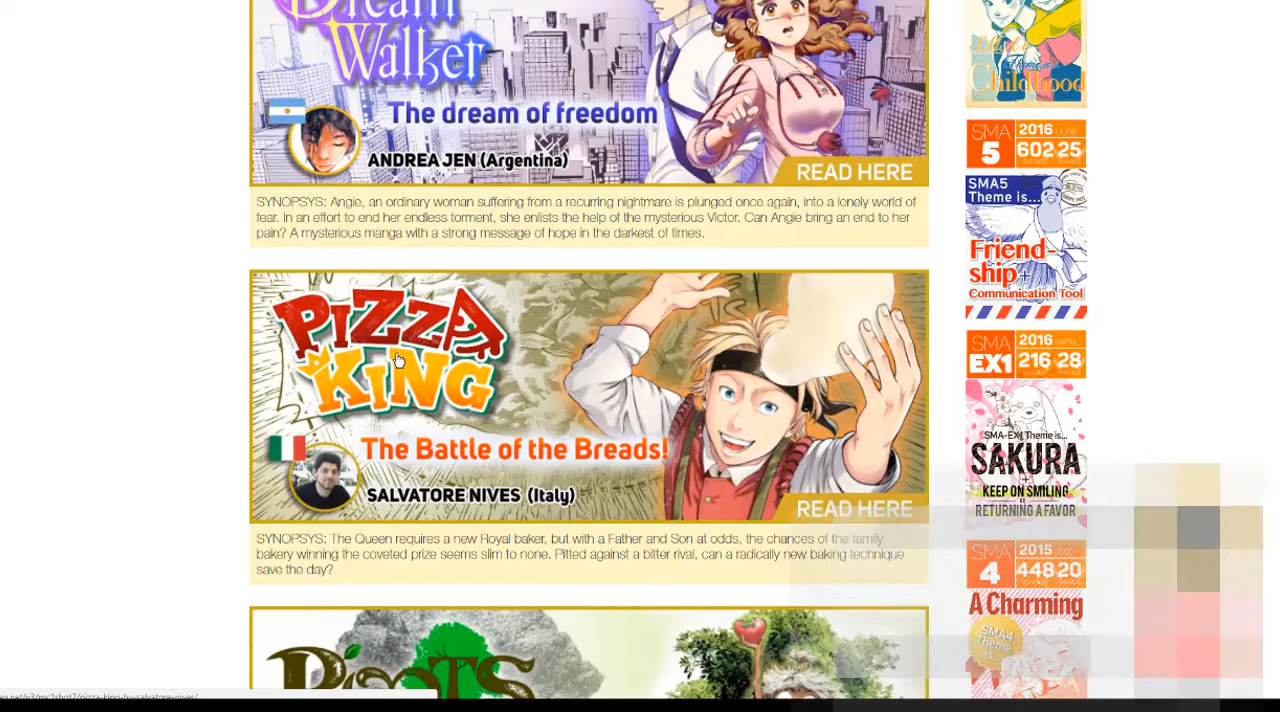 Dream
Walker
The dream of freedom
ANDREA JEN (Argentina)
READ HERE
SYNOPSYS: Angie, an ordinary woman suffering from a recurring nightmare is plunged once again, into a lonely world of
fear. In an effort to end her endless torment, she enlists the help of the mysterious Victor. Can Angie bring an end to her
pain? A mysterious manga with a strong message of hope in the darkest of times.
PIZZA
KING
The Battle of the Breads!
SALVATORE NIVES (Italy)
READ HERE
SYNOPSYS: The Queen requires a new Royal baker, but with a Father and Son at odds, the chances of the family
bakery winning the coveted prize seems slim to none. Pitted against a bitter rival, can a radically new baking technique
save the day?
ROOTS
Childhood
SMA
5
2016
602 25
SMA5
Theme is...
Friend-
ship+
Communication Tool
SMA
EX1
2016
216 28
SMA-EX1 Theme is...
SAKURA
+
KEEP ON SMILING
OR
RETURNING A FAVOR
SMA
4
2015
448 20
A Charming
SMA4
Theme
is